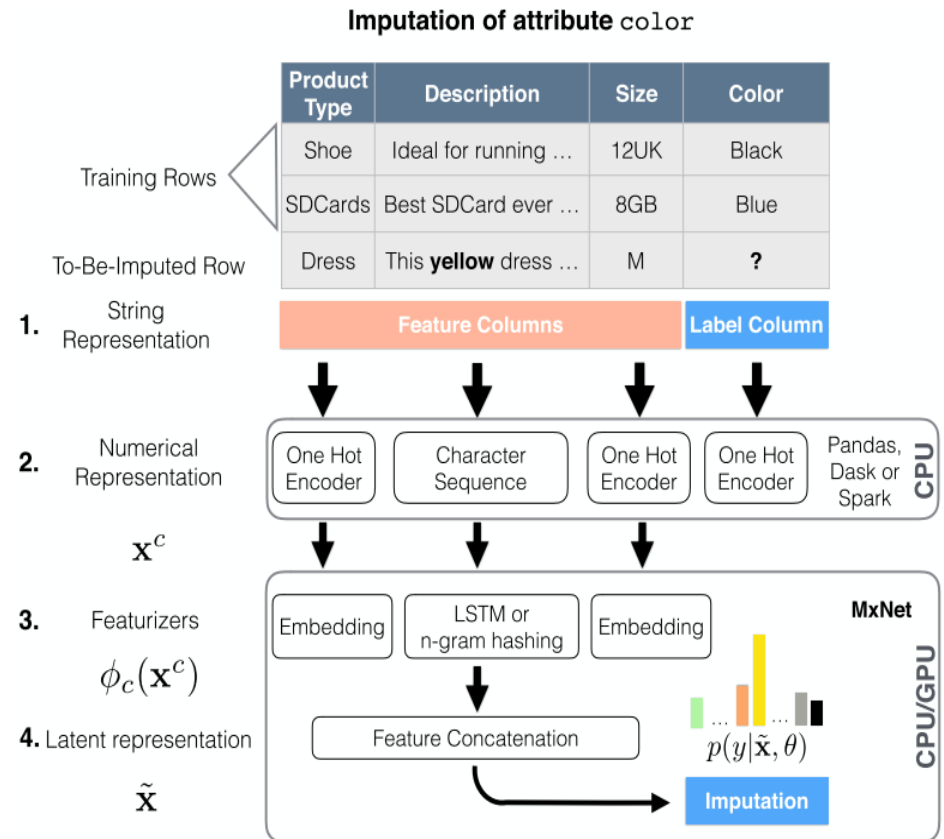 Imputation of attribute color
Product Type Description Size Color
Training Rows
Shoe Ideal for running ... 12UK Black
SDCards Best SDCard ever ... 8GB Blue
To-Be-Imputed Row Dress This yellow dress ... M ?
1. String Representation Feature Columns Label Column
2. Numerical Representation
One Hot Encoder
Character Sequence
One Hot Encoder
One Hot Encoder
Pandas, Dask or Spark
CPU
x^c
3. Featurizers
Embedding
LSTM or n-gram hashing
Embedding
MxNet
CPU/GPU
ϕ_c(x^c)
... ...
p(y|x̃, θ)
4. Latent representation
Feature Concatenation
x̃
Imputation